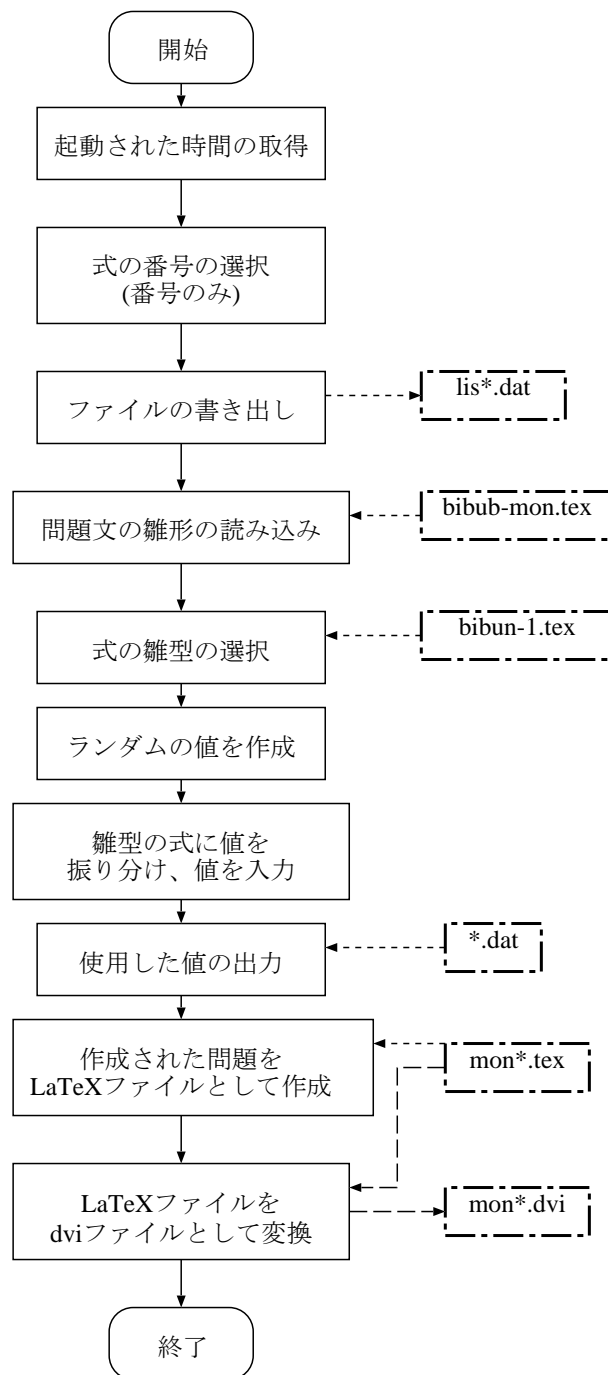 開始
起動された時間の取得
式の番号の選択
(番号のみ)
ファイルの書き出し
lis*.dat
問題文の雛形の読み込み
bibub-mon.tex
式の雛型の選択
bibun-1.tex
ランダムの値を作成
雛型の式に値を
振り分け、値を入力
使用した値の出力
*.dat
作成された問題を
LaTeXファイルとして作成
mon*.tex
LaTeXファイルを
dviファイルとして変換
mon*.dvi
終了